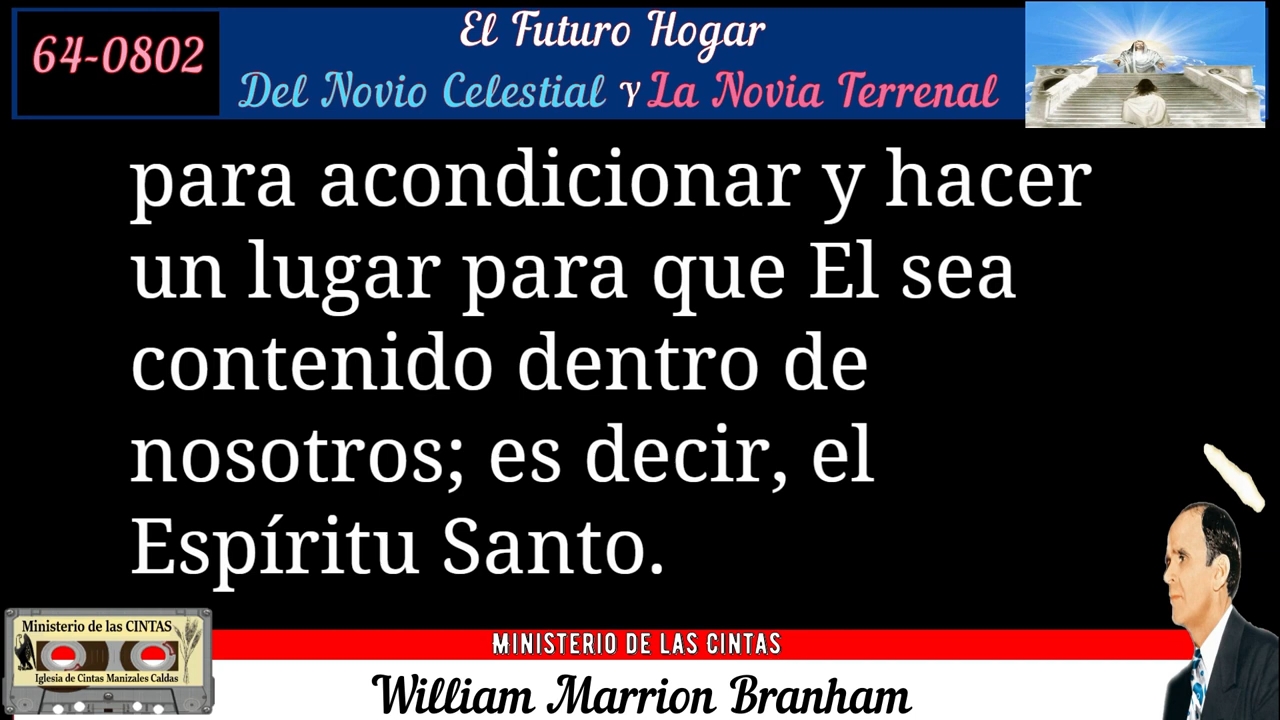 64-0802
El Futuro Hogar
Del Novio Celestial Y La Novia Terrenal
para acondicionar y hacer
un lugar para que El sea
contenido dentro de
nosotros; es decir, el
Espíritu Santo.
Ministerio de las CINTAS
Iglesia de Cintas Manizales Caldas
MINISTERIO DE LAS CINTAS
William Marrion Branham